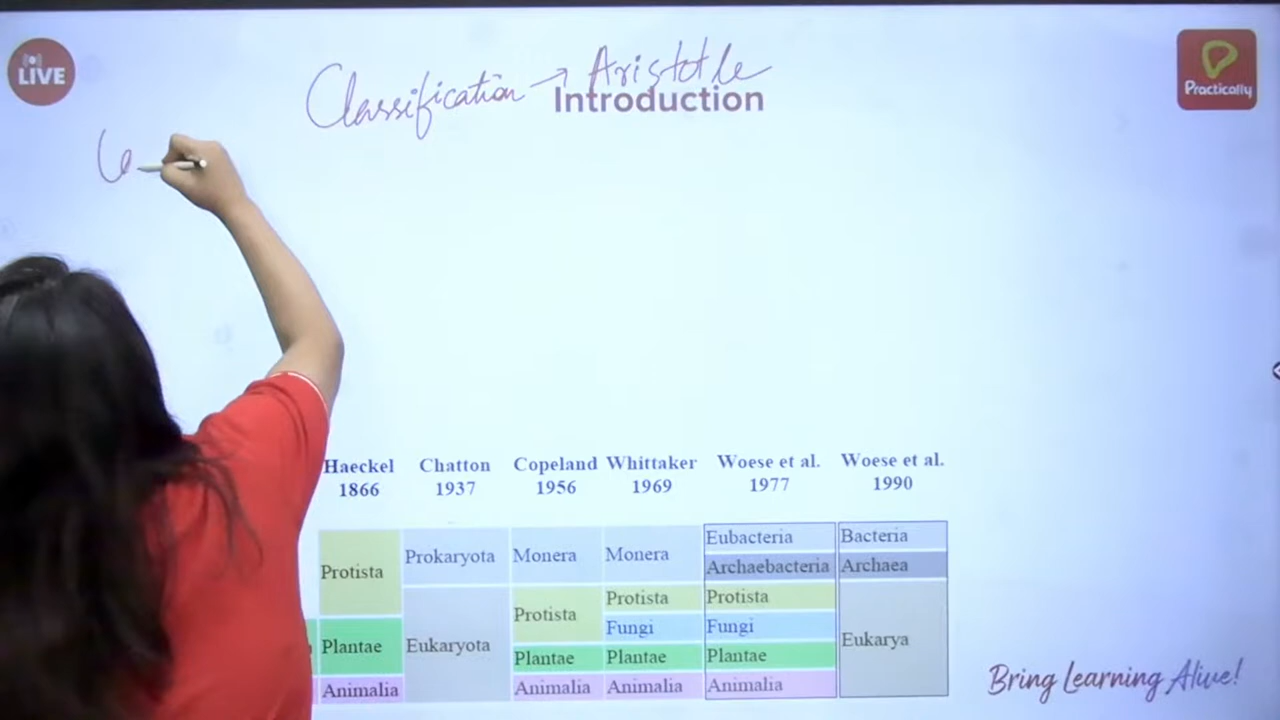 LIVE
Classification → Aristotle
Introduction
Practically
Haeckel Chatton Copeland Whittaker Woese et al. Woese et al.
1866 1937 1956 1969 1977 1990
Protista Prokaryota Monera Monera Eubacteria Bacteria
Archaebacteria Archaea
Plantae Eukaryota Protista Protista Protista Eukarya
Fungi Fungi
Plantae Plantae Plantae
Animalia Animalia Animalia Animalia
Bring Learning Alive!